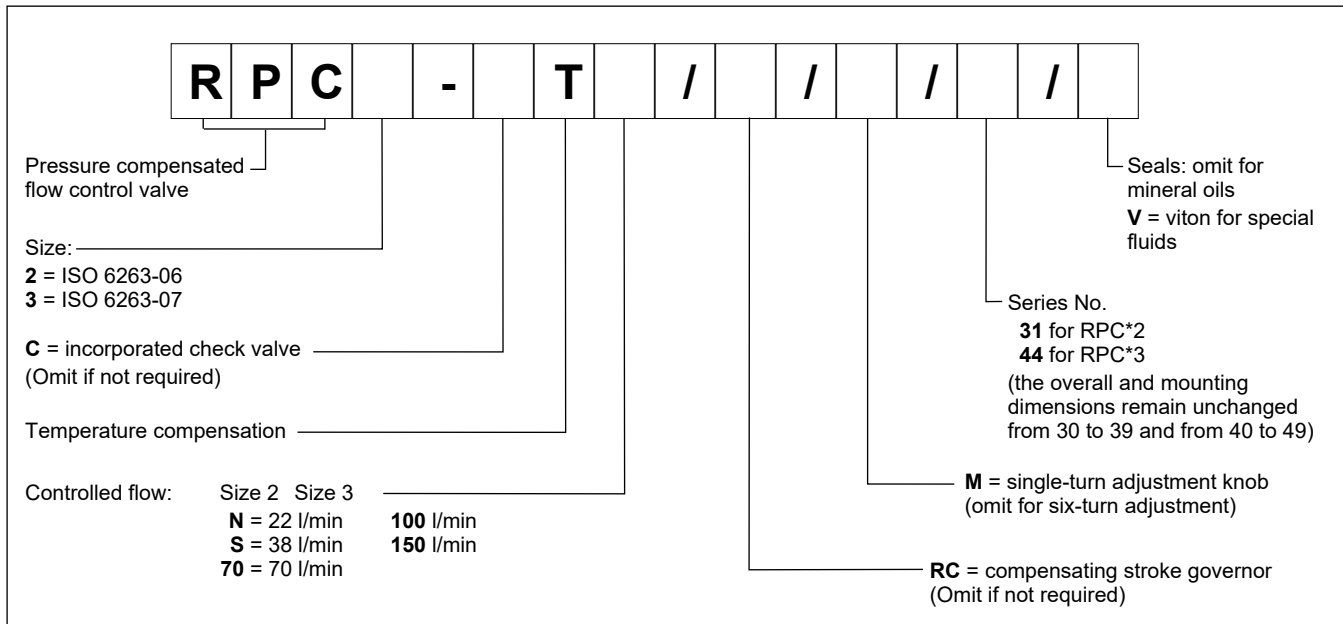 R P C - T / / / /
Pressure compensated
flow control valve
Size:
2 = ISO 6263-06
3 = ISO 6263-07
C = incorporated check valve
(Omit if not required)
Temperature compensation
Controlled flow: Size 2 Size 3
N = 22 l/min 100 l/min
S = 38 l/min 150 l/min
70 = 70 l/min
Seals: omit for
mineral oils
V = viton for special
fluids
Series No.
31 for RPC*2
44 for RPC*3
(the overall and mounting
dimensions remain unchanged
from 30 to 39 and from 40 to 49)
M = single-turn adjustment knob
(omit for six-turn adjustment)
RC = compensating stroke governor
(Omit if not required)